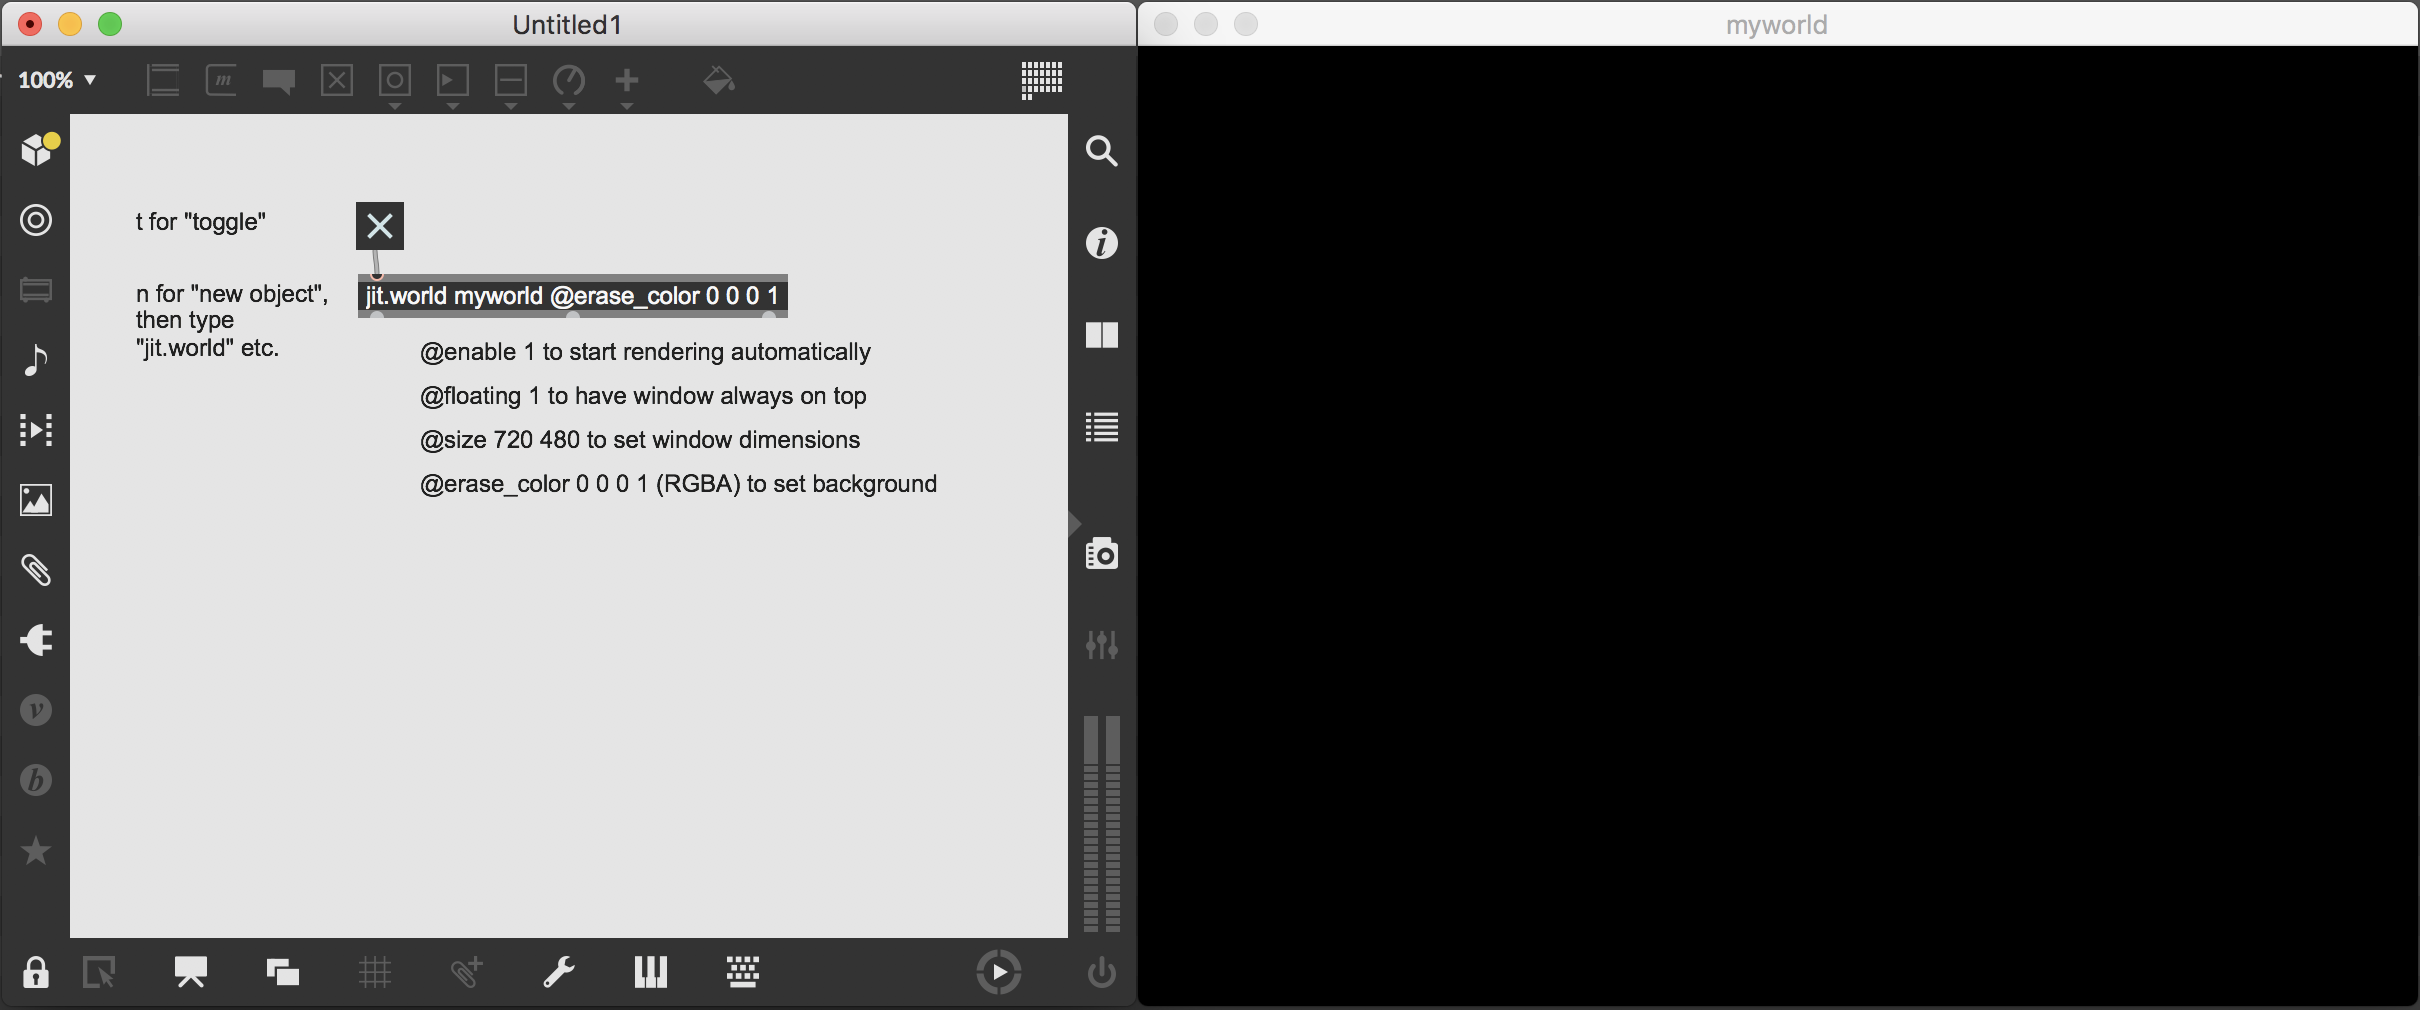 Untitled1
myworld
100%
t for "toggle"
n for "new object",
then type
"jit.world" etc.
jit.world myworld @erase_color 0 0 0 1
@enable 1 to start rendering automatically
@floating 1 to have window always on top
@size 720 480 to set window dimensions
@erase_color 0 0 0 1 (RGBA) to set background